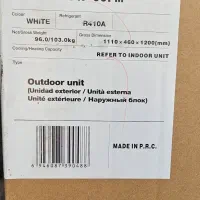 Color
WHITE
Refrigerant
R410A
Net/Gross Weight
96.0/103.0kg
Gross Dimension
1110×460×1200(mm)
Cooling/Heating Capacity
REFER TO INDOOR UNIT
Type
Outdoor unit
(Unidad exterior / Unità esterna
Unité extérieure / Наружный блок)
MADE IN P.R.C.
6946087390488